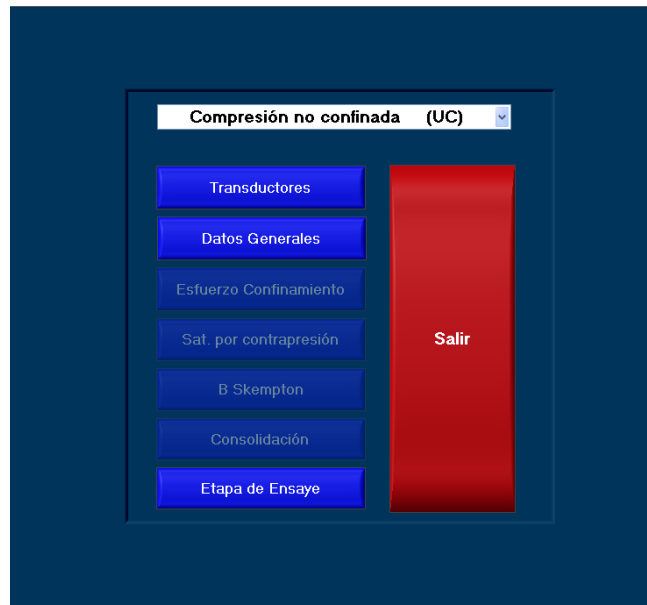 Compresión no confinada (UC)
Transductores
Datos Generales
Esfuerzo Confinamiento
Sat. por contrapresión
B Skempton
Consolidación
Etapa de Ensaye
Salir